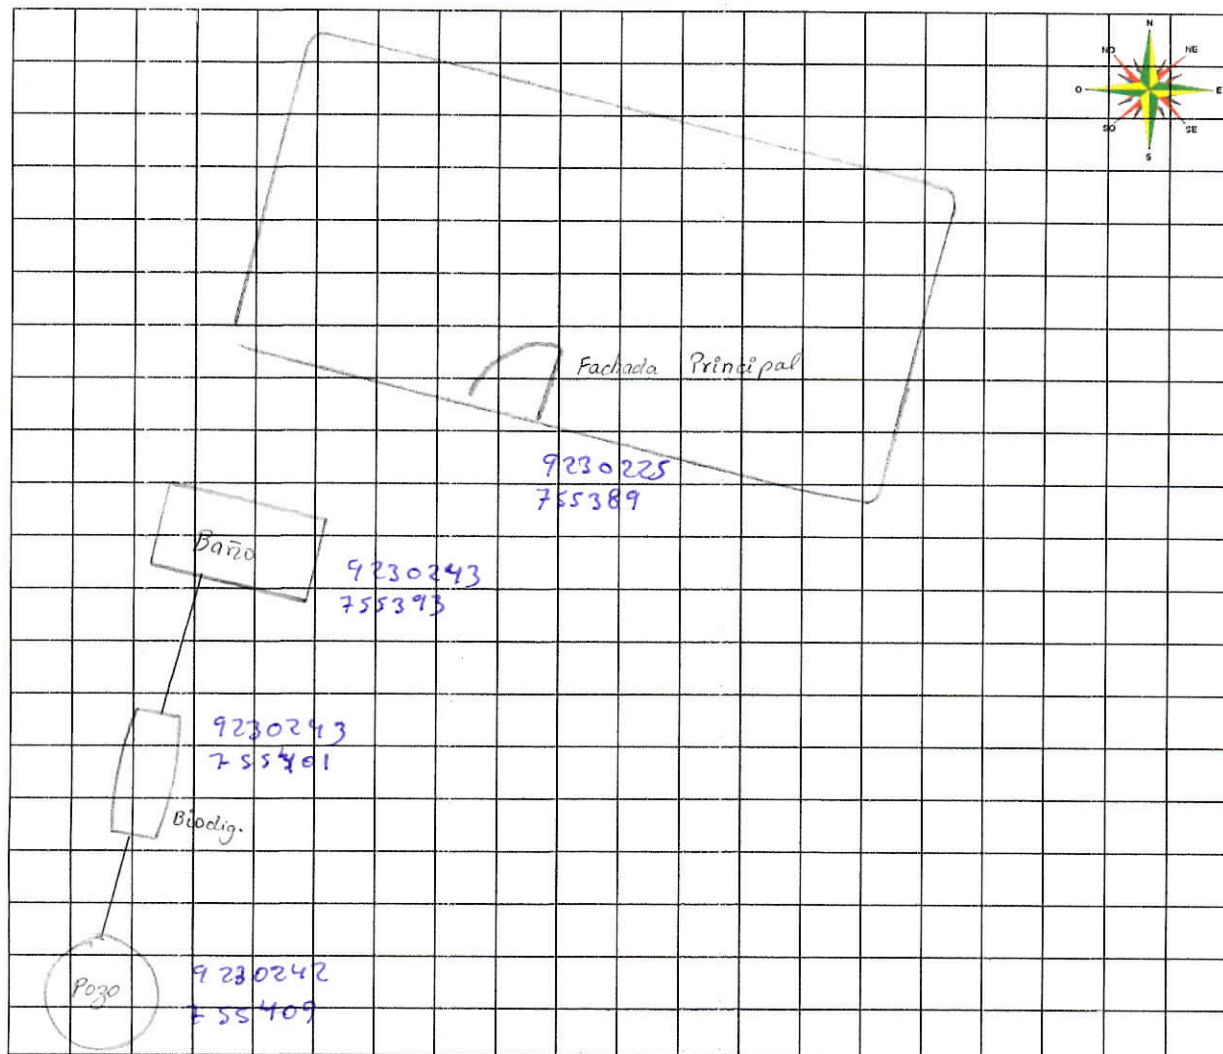 N
NO NE
O E
SO SE
S
Fachada Principal
9230225
755389
Baño
9230243
755393
9230243
755401
Biodig.
Pozo
9230242
755409